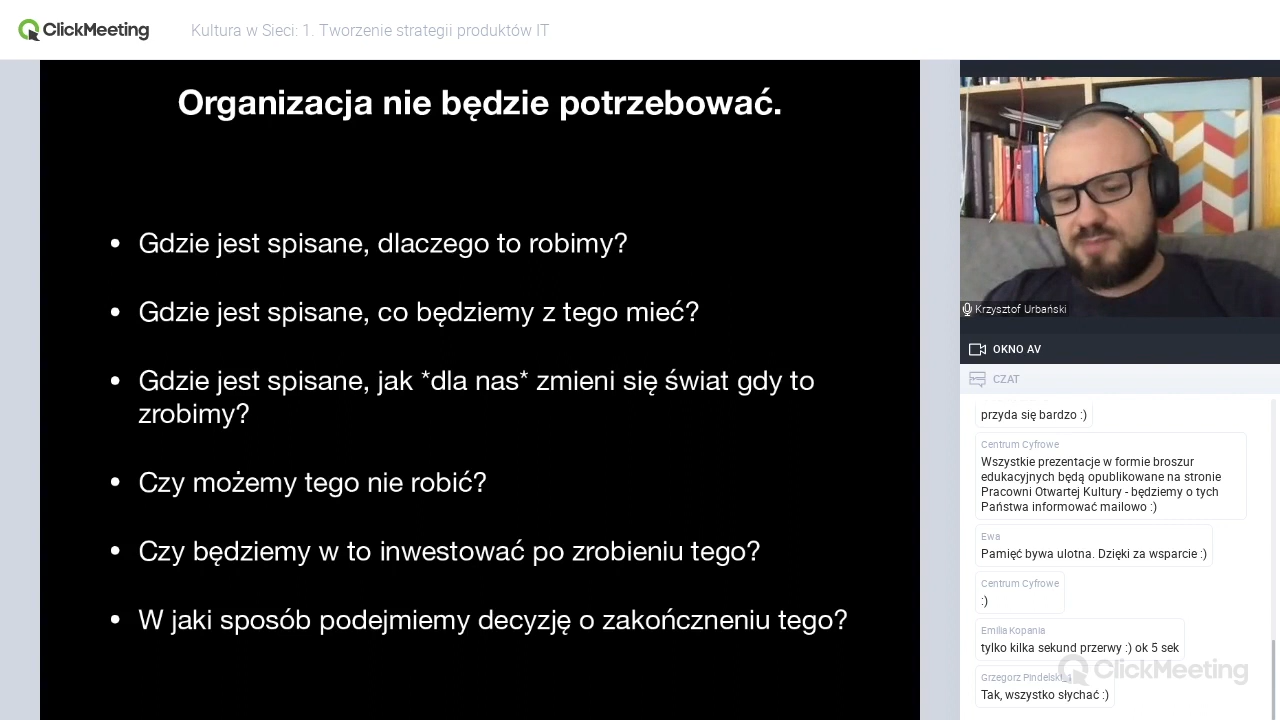 ClickMeeting
Kultura w Sieci: 1. Tworzenie strategii produktów IT
Organizacja nie będzie potrzebować.
• Gdzie jest spisane, dlaczego to robimy?
• Gdzie jest spisane, co będziemy z tego mieć?
• Gdzie jest spisane, jak *dla nas* zmieni się świat gdy to
zrobimy?
• Czy możemy tego nie robić?
• Czy będziemy w to inwestować po zrobieniu tego?
• W jaki sposób podejmiemy decyzję o zakończneniu tego?
Krzysztof Urbański
OKNO AV
CZAT
przyda się bardzo :)
Centrum Cyfrowe
Wszystkie prezentacje w formie broszur
edukacyjnych będą opublikowane na stronie
Pracowni Otwartej Kultury - będziemy o tych
Państwa informować mailowo :)
Ewa
Pamięć bywa ulotna. Dzięki za wsparcie :)
Centrum Cyfrowe
:)
Emilia Kopania
tylko kilka sekund przerwy :) ok 5 sek
Grzegorz Pindelski_1
Tak, wszystko słychać :)
ClickMeeting